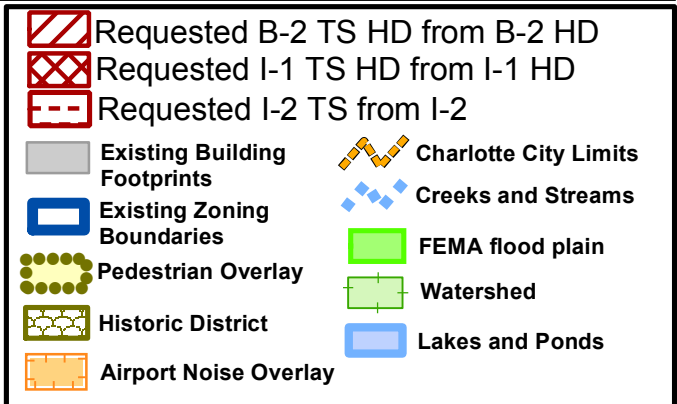 Requested B-2 TS HD from B-2 HD
Requested I-1 TS HD from I-1 HD
Requested I-2 TS from I-2
Existing Building
Footprints
Existing Zoning
Boundaries
Pedestrian Overlay
Historic District
Airport Noise Overlay
Charlotte City Limits
Creeks and Streams
FEMA flood plain
Watershed
Lakes and Ponds